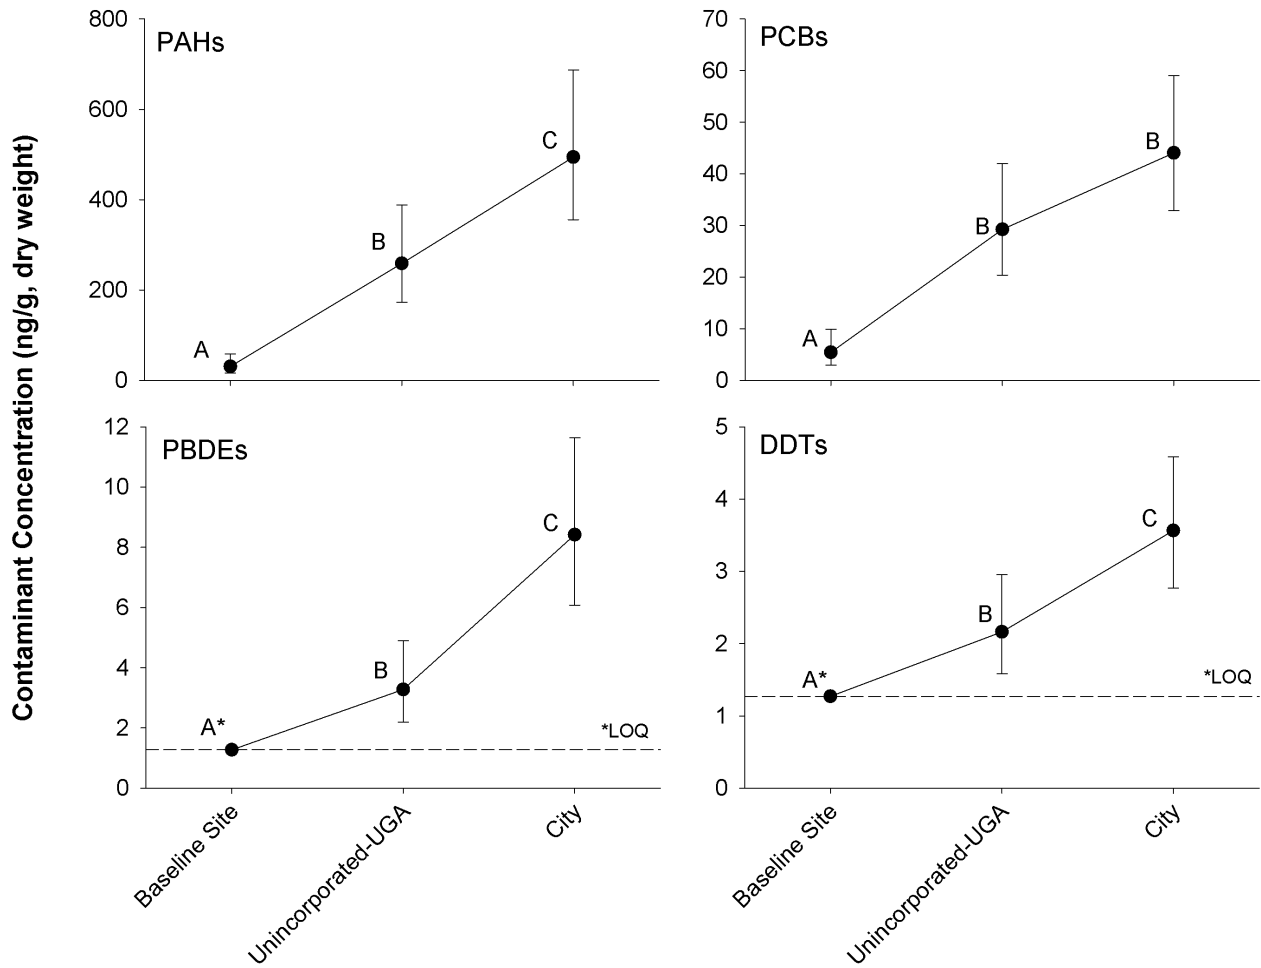 Contaminant Concentration (ng/g, dry weight)
PAHs
800
600
400
200
0
A
B
C
PCBs
70
60
50
40
30
20
10
0
A
B
B
PBDEs
12
10
8
6
4
2
0
A*
B
C
*LOQ
Baseline Site
Unincorporated-UGA
City
DDTs
5
4
3
2
1
0
A*
B
C
*LOQ
Baseline Site
Unincorporated-UGA
City